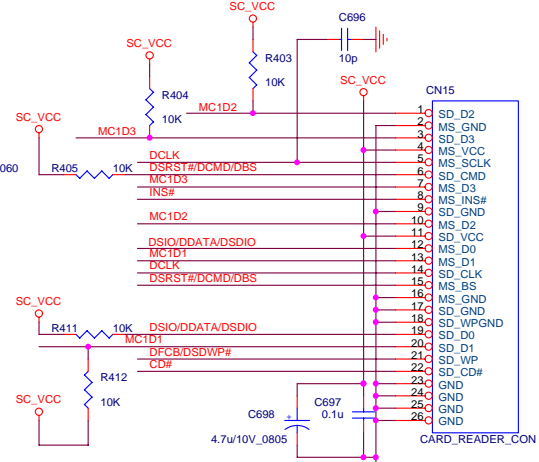 SC_VCC
C696
SC_VCC
R403
10p
10K
SC_VCC
R404
CN15
10K
MC1D2
1 SD_D2
SC_VCC
2 MS_GND
MC1D3
3 SD_D3
4 MS_VCC
DCLK
5 MS_SCLK
060
R405
10K
DSRST#/DCMD/DBS
6 SD_CMD
MC1D3
7 MS_D3
INS#
8 MS_INS#
9 SD_GND
MC1D2
10 MS_D2
11 SD_VCC
DSIO/DDATA/DSDIO
12 MS_D0
MC1D1
13 MS_D1
DCLK
14 SD_CLK
DSRST#/DCMD/DBS
15 MS_BS
16 MS_GND
SC_VCC
17 SD_GND
18 SD_WPGND
R411
10K
DSIO/DDATA/DSDIO
19 SD_D0
MC1D1
20 SD_D1
DFCB/DSDWP#
21 SD_WP
CD#
22 SD_CD#
R412
23 GND
SC_VCC
10K
24 GND
C698
C697
25 GND
0.1u
26 GND
4.7u/10V_0805
CARD_READER_CON